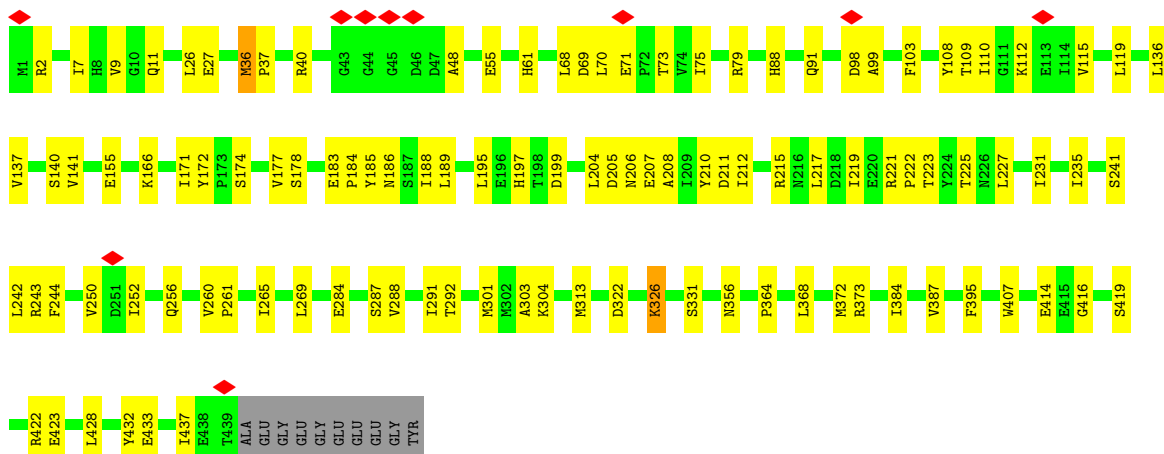 M1 R2 I7 H8 V9 G10 Q11 L26 E27 M36 P37 R40 G43 G44 G45 D46 D47 A48 E55 H61 L68 D69 L70 E71 P72 T73 V74 I75 R79 H88 Q91 D98 A99 F103 Y108 T109 I110 G111 K112 E113 I114 V115 L119 L136
V137 S140 V141 E155 K166 I171 Y172 P173 S174 V177 S178 E183 P184 Y185 N186 S187 I188 L189 L195 E196 H197 T198 D199 L204 D205 N206 E207 A208 I209 Y210 D211 I212 R215 N216 L217 D218 I219 E220 R221 P222 T223 Y224 T225 N226 L227 I231 I235 S241
L242 R243 F244 V250 D251 I252 Q256 V260 P261 I265 L269 E284 S287 V288 I291 T292 M301 M302 A303 K304 M313 D322 K326 S331 N356 P364 L368 M372 R373 I384 V387 F395 W407 E414 E415 G416 S419
R422 E423 L428 Y432 E433 I437 E438 T439 ALA GLU GLY GLU GLY GLU GLU GLU GLY TYR